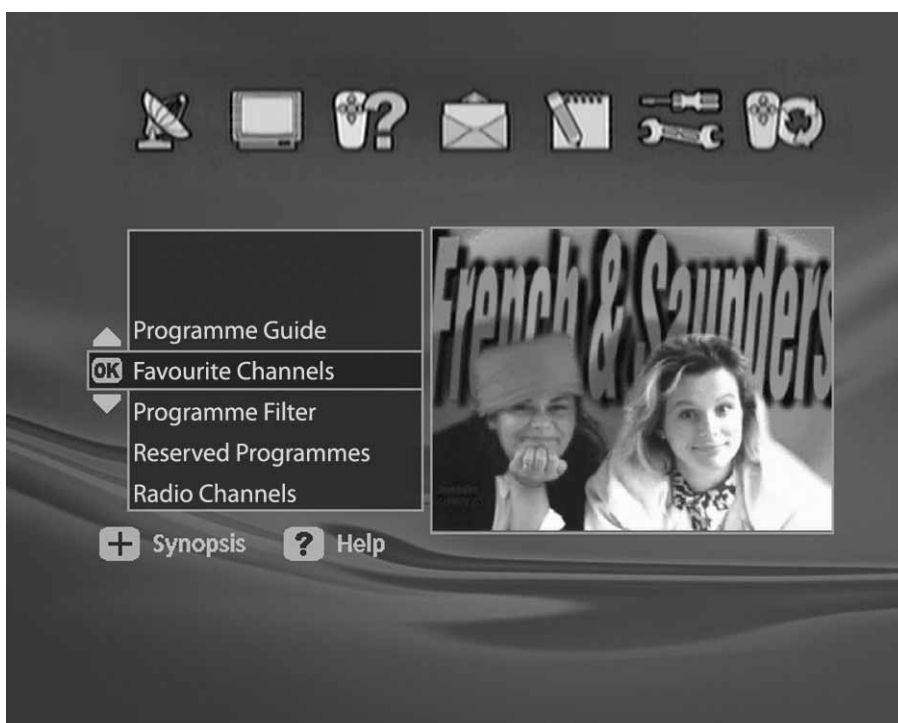 French & Saunders
Programme Guide
OK Favourite Channels
Programme Filter
Reserved Programmes
Radio Channels
+ Synopsis ? Help